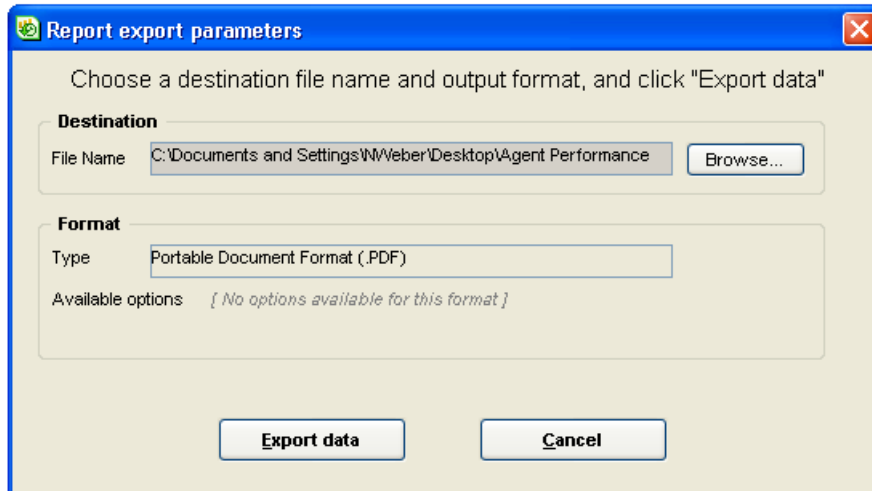 Report export parameters
Choose a destination file name and output format, and click "Export data"
Destination
File Name C:\Documents and Settings\NWeber\Desktop\Agent Performance Browse...
Format
Type Portable Document Format (.PDF)
Available options [ No options available for this format ]
Export data Cancel